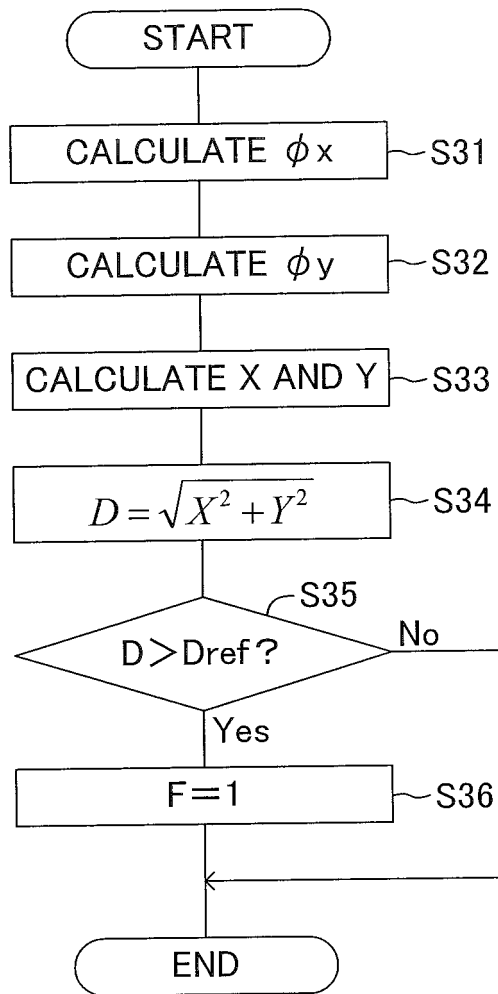 START
CALCULATE ϕx
S31
CALCULATE ϕy
S32
CALCULATE X AND Y
S33
D = √(X² + Y²)
S34
S35
D>Dref?
No
Yes
F=1
S36
END